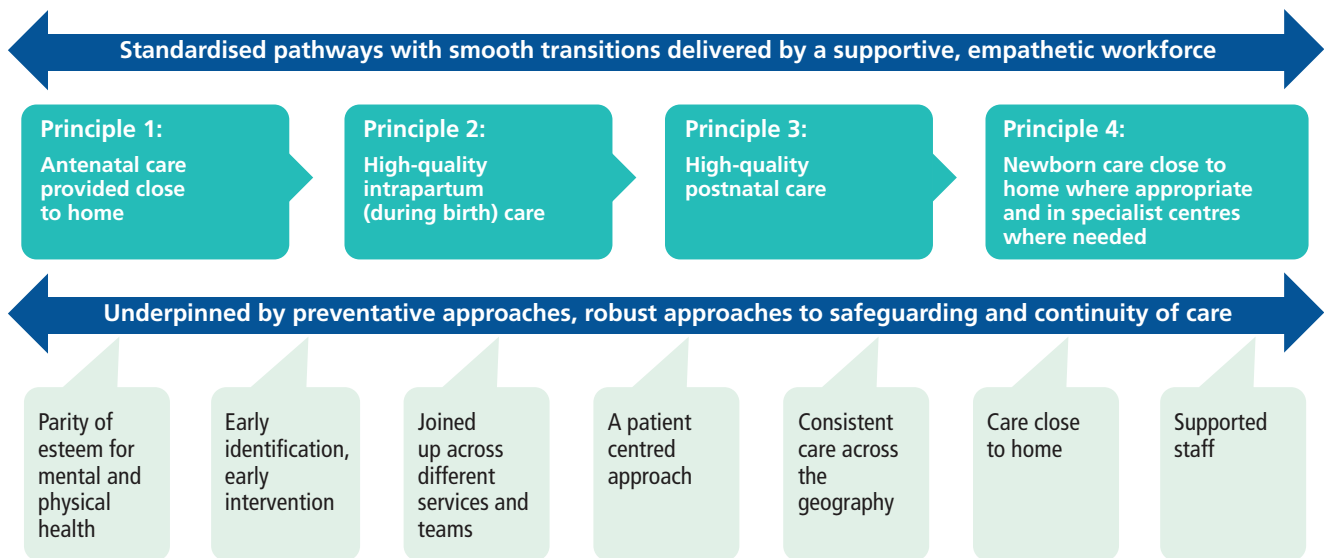 Standardised pathways with smooth transitions delivered by a supportive, empathetic workforce
Principle 1:
Antenatal care
provided close
to home
Principle 2:
High-quality
intrapartum
(during birth) care
Principle 3:
High-quality
postnatal care
Principle 4:
Newborn care close to
home where appropriate
and in specialist centres
where needed
Underpinned by preventative approaches, robust approaches to safeguarding and continuity of care
Parity of
esteem for
mental and
physical
health
Early
identification,
early
intervention
Joined
up across
different
services and
teams
A patient
centred
approach
Consistent
care across
the
geography
Care close
to home
Supported
staff